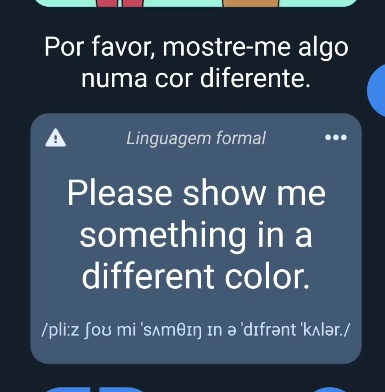 Por favor, mostre-me algo
numa cor diferente.
Linguagem formal
Please show me
something in a
different color.
/pliːz ʃoʊ mi ˈsʌmθɪŋ ɪn ə ˈdɪfrənt ˈkʌlər./